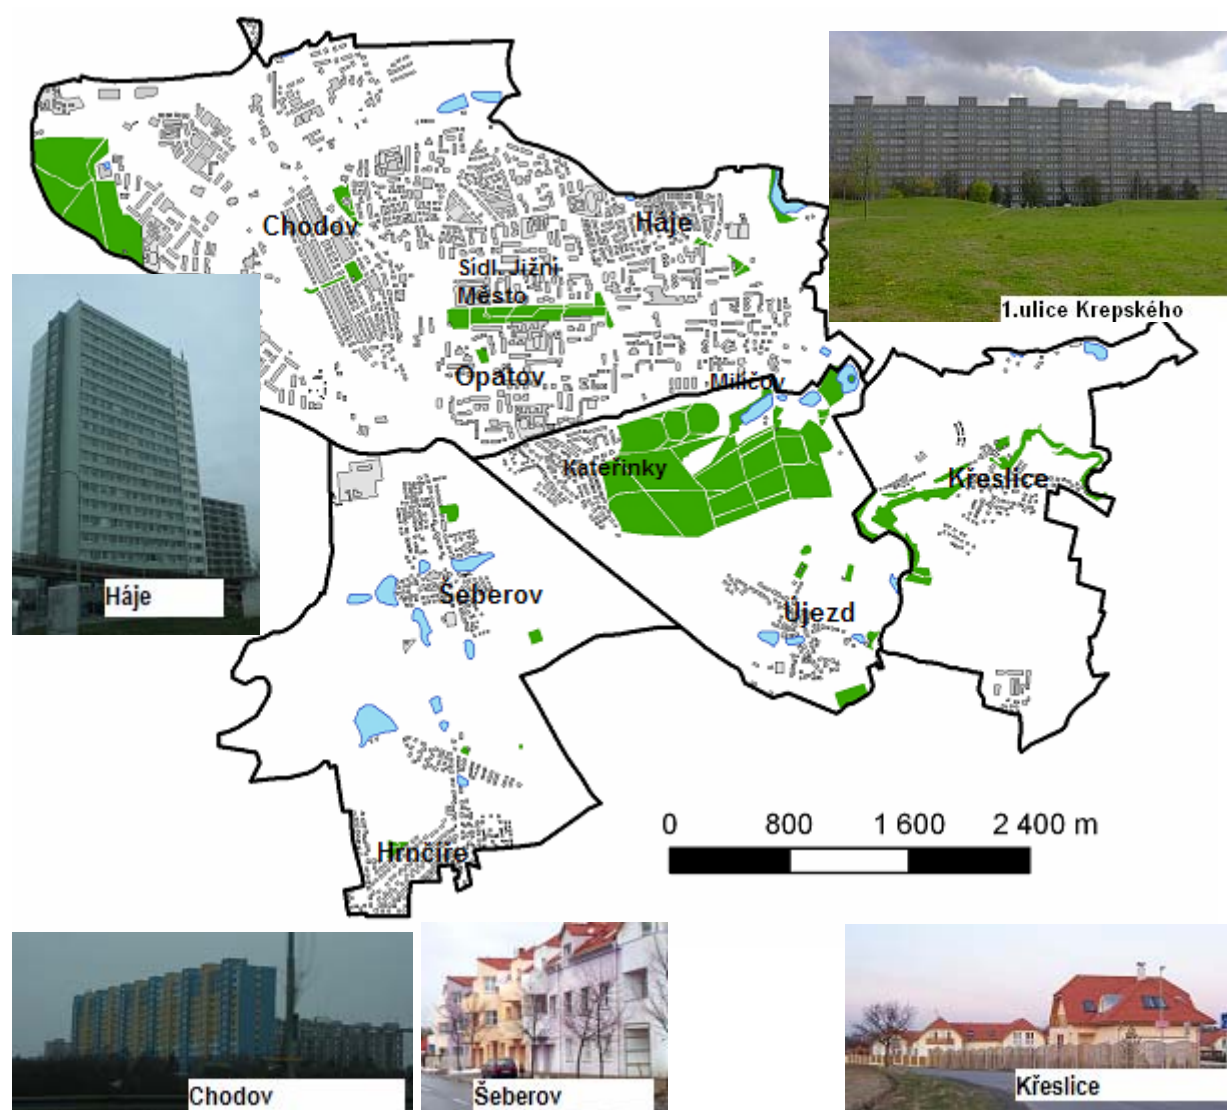 Chodov
Háje
Sídl. Jižní
Město
1.ulice Krepského
Opatov
Milíčov
Háje
Kateřinky
Křeslice
Šeberov
Újezd
0 800 1 600 2 400 m
Hrnčíře
Chodov
Šeberov
Křeslice